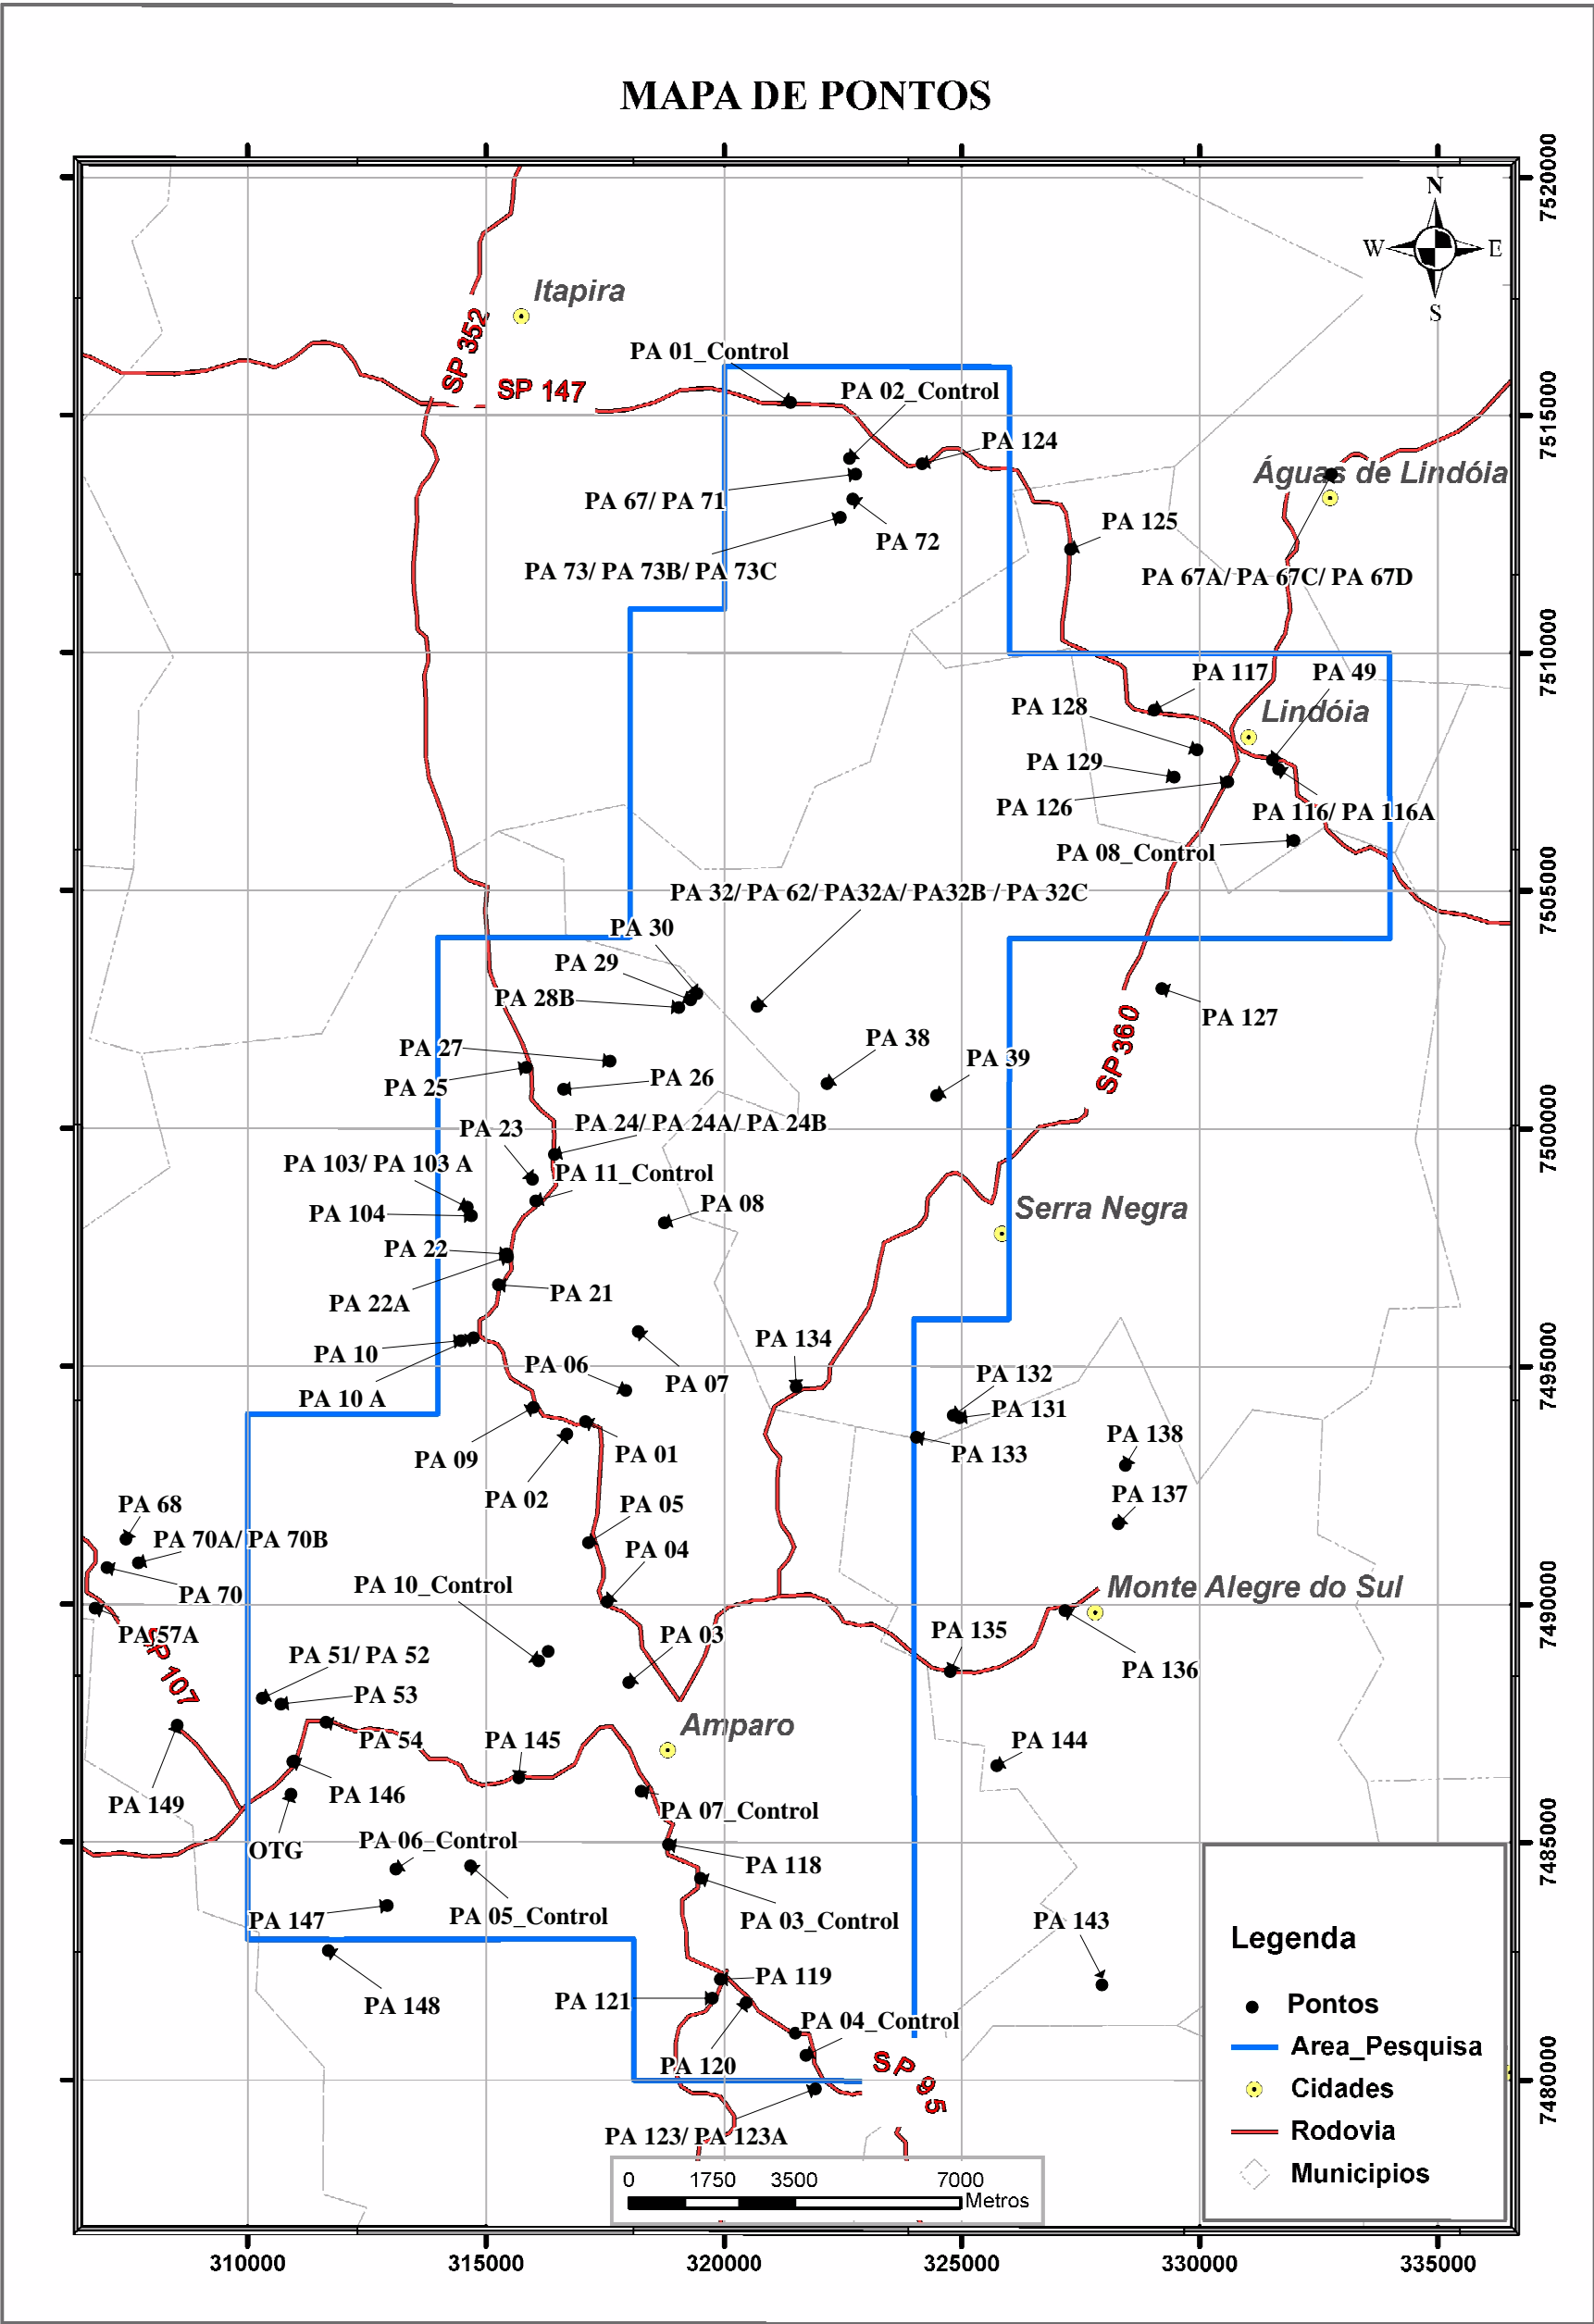 MAPA DE PONTOS
7520000
N
W
E
S
Itapira
SP 352
PA 01_Control
SP 147
PA 02_Control
7515000
PA 124
Águas de Lindóia
PA 67/ PA 71
PA 125
PA 72
PA 73/ PA 73B/ PA 73C
PA 67A/ PA 67C/ PA 67D
7510000
PA 117
PA 49
PA 128
Lindóia
PA 129
PA 126
PA 116/ PA 116A
PA 08_Control
7505000
PA 32/ PA 62/ PA32A/ PA32B / PA 32C
PA 30
PA 29
PA 28B
PA 127
PA 38
SP360
PA 27
PA 39
PA 26
PA 25
7500000
PA 24/ PA 24A/ PA 24B
PA 23
PA 103/ PA 103 A
PA 11_Control
PA 08
PA 104
Serra Negra
PA 22
PA 21
PA 22A
PA 134
PA 10
7495000
PA 06
PA 132
PA 07
PA 10 A
PA 131
PA 138
PA 09
PA 01
PA 133
PA 02
PA 137
PA 68
PA 05
PA 70A/ PA 70B
PA 04
PA 10_Control
Monte Alegre do Sul
PA 70
7490000
PA 57A
SP 107
PA 03
PA 135
PA 51/ PA 52
PA 136
PA 53
Amparo
PA 54
PA 145
PA 144
PA 146
PA 149
PA 07_Control
OTG
PA 06_Control
7485000
PA 118
PA 05_Control
PA 147
PA 03_Control
PA 143
Legenda
PA 119
PA 121
PA 148
Pontos
PA 04_Control
Area_Pesquisa
PA 120
SP 95
7480000
Cidades
PA 123/ PA 123A
Rodovia
Municipios
0 1750 3500 7000
Metros
310000 315000 320000 325000 330000 335000